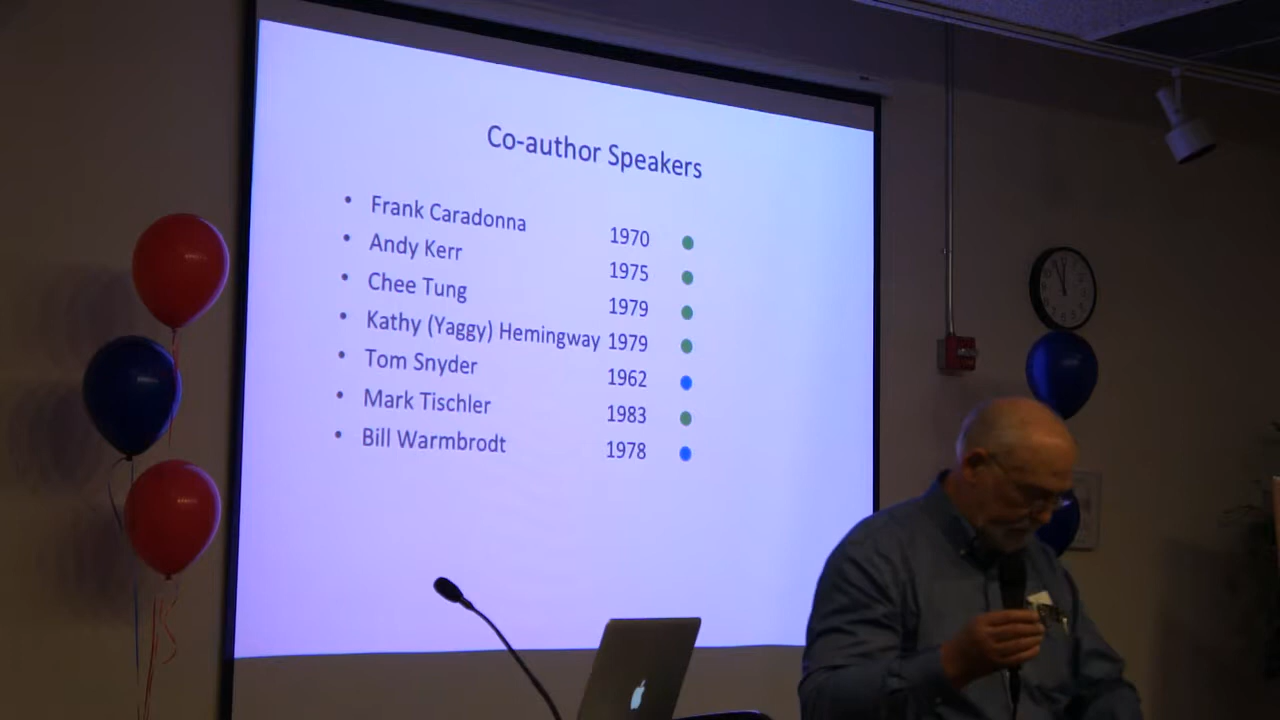 Co-author Speakers
• Frank Caradonna 1970
• Andy Kerr 1975
• Chee Tung 1979
• Kathy (Yaggy) Hemingway 1979
• Tom Snyder 1962
• Mark Tischler 1983
• Bill Warmbrodt 1978